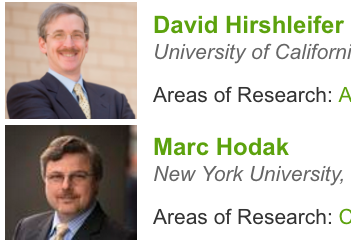 David Hirshleifer
University of Californi
Areas of Research: A
Marc Hodak
New York University,
Areas of Research: C